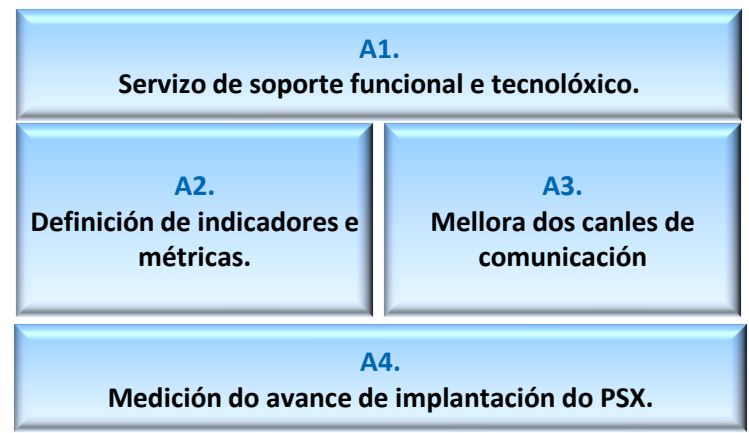 A1.
Servizo de soporte funcional e tecnolóxico.
A2.
Definición de indicadores e
métricas.
A3.
Mellora dos canles de
comunicación
A4.
Medición do avance de implantación do PSX.